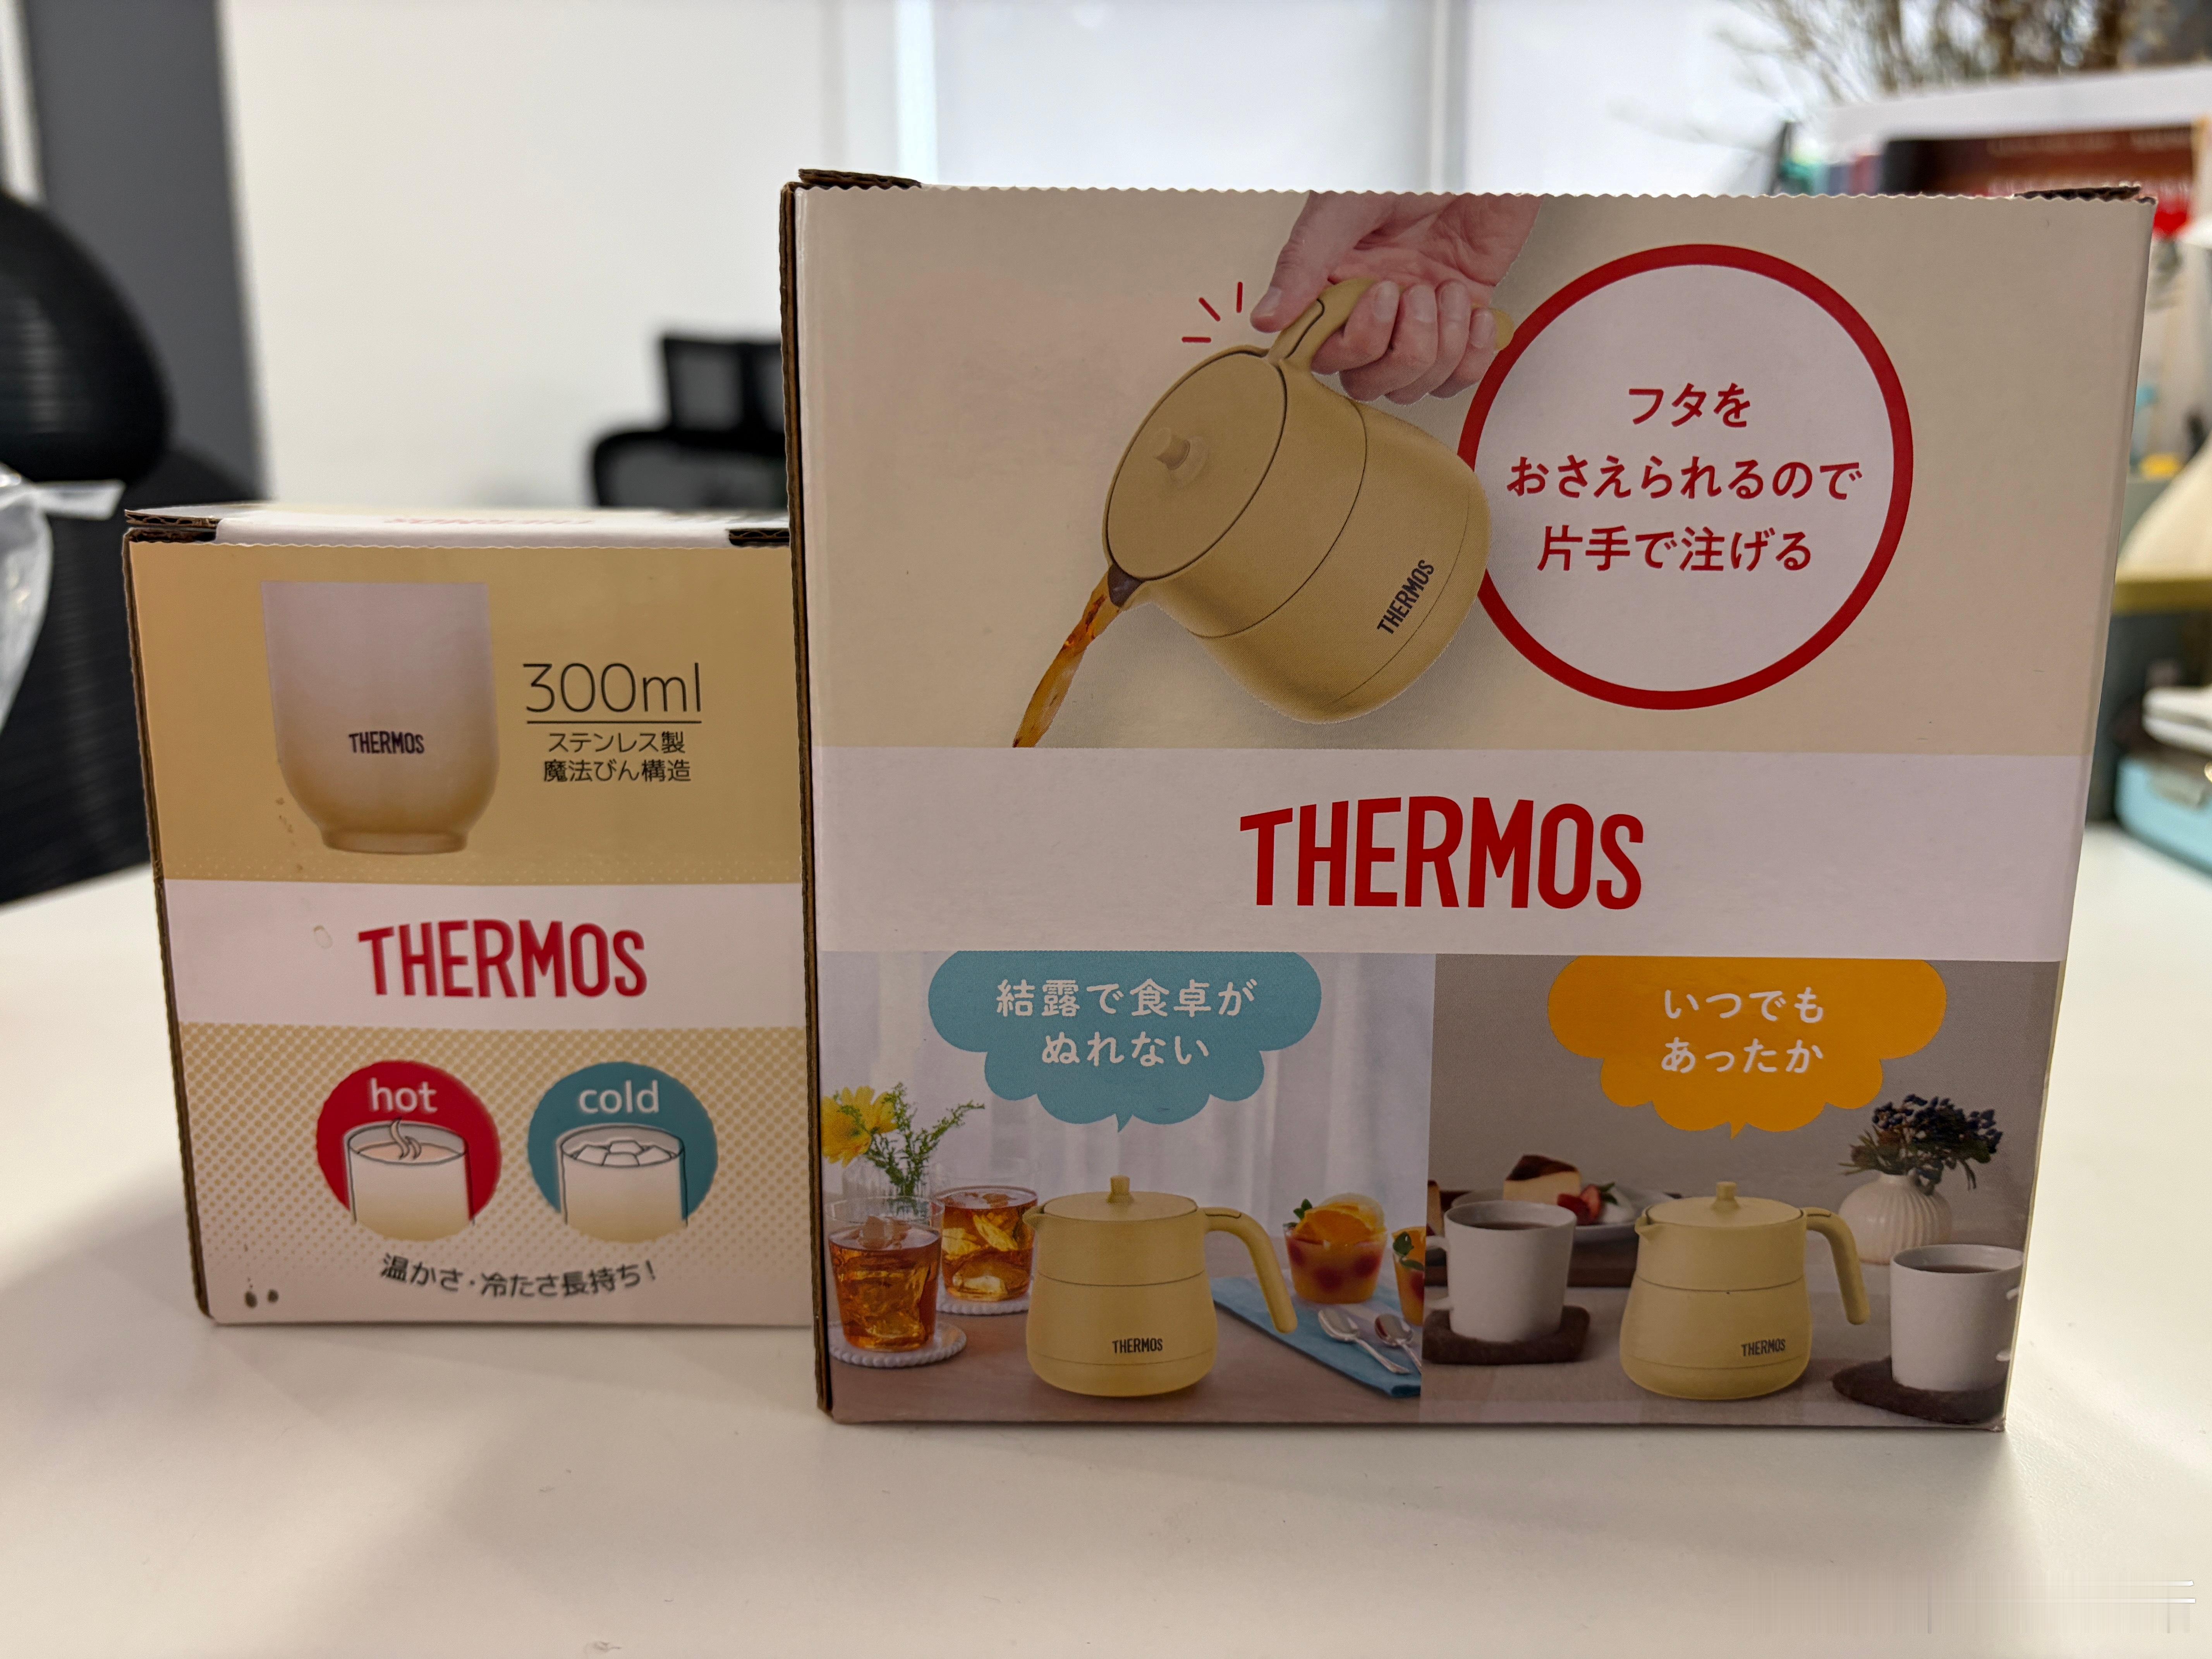 THERMOS
THERMOS
300ml
ステンレス製
魔法びん構造
THERMOS
hot
cold
温かさ・冷たさ長持ち!
フタを
おさえられるので
片手で注げる
THERMOS
THERMOS
結露で食卓が
ぬれない
いつでも
あったか
THERMOS
THERMOS